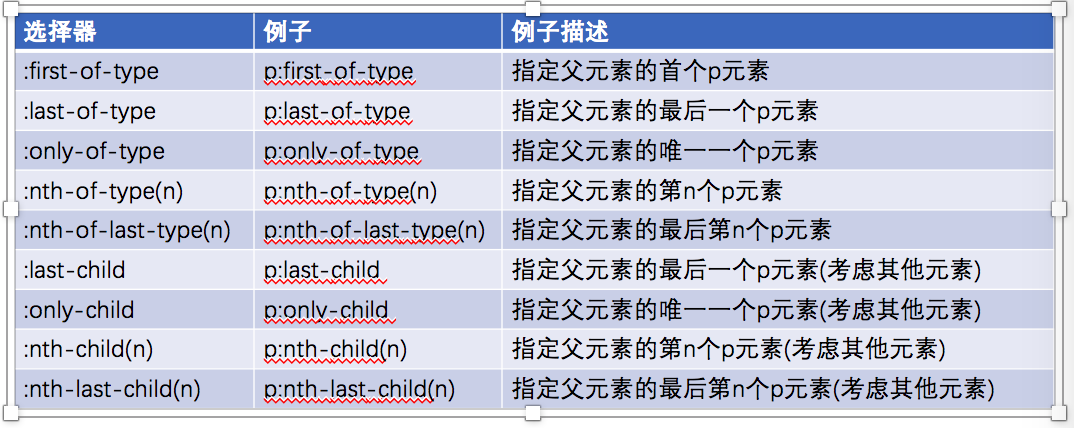 选择器 例子 例子描述
:first-of-type p:first-of-type 指定父元素的首个p元素
:last-of-type p:last-of-type 指定父元素的最后一个p元素
:only-of-type p:only-of-type 指定父元素的唯一一个p元素
:nth-of-type(n) p:nth-of-type(n) 指定父元素的第n个p元素
:nth-of-last-type(n) p:nth-of-last-type(n) 指定父元素的最后第n个p元素
:last-child p:last-child 指定父元素的最后一个p元素(考虑其他元素)
:only-child p:only-child 指定父元素的唯一一个p元素(考虑其他元素)
:nth-child(n) p:nth-child(n) 指定父元素的第n个p元素(考虑其他元素)
:nth-last-child(n) p:nth-last-child(n) 指定父元素的最后第n个p元素(考虑其他元素)